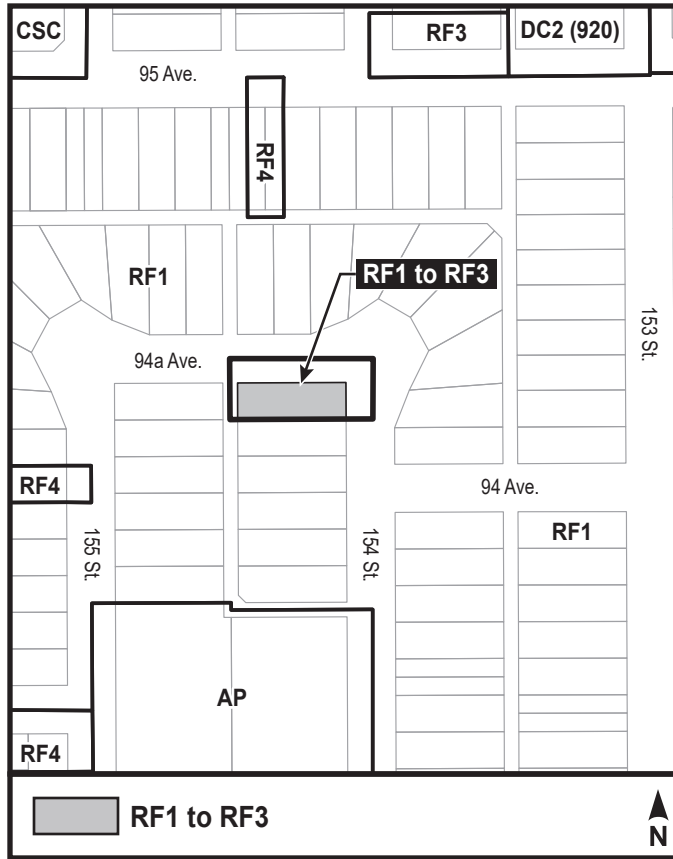 CSC
RF3
DC2 (920)
95 Ave.
RF4
RF1
RF1 to RF3
153 St.
94a Ave.
RF4
94 Ave.
155 St.
154 St.
RF1
AP
RF4
RF1 to RF3
N